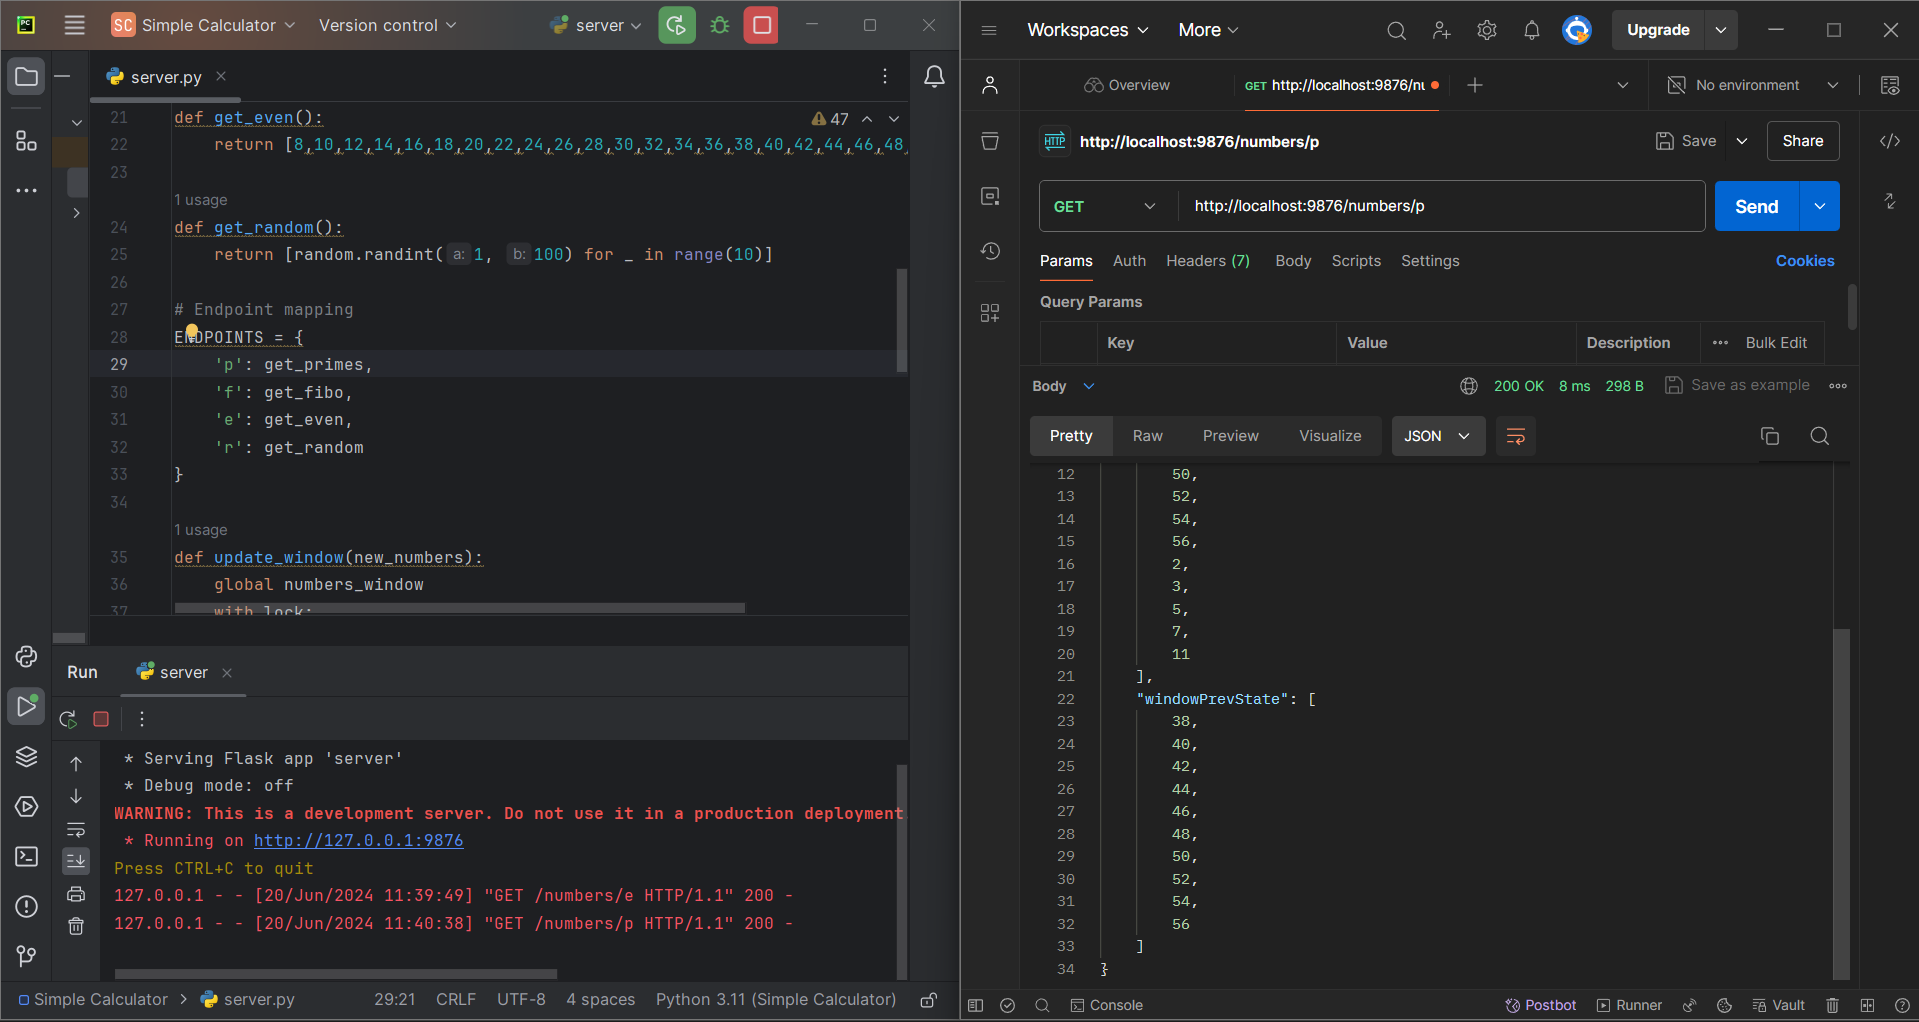 PC
SC Simple Calculator
Version control
server
server.py
47
21 def get_even():
22 return [8,10,12,14,16,18,20,22,24,26,28,30,32,34,36,38,40,42,44,46,48,
23
1 usage
24 def get_random():
25 return [random.randint( a: 1, b: 100) for _ in range(10)]
26
27 # Endpoint mapping
28 ENDPOINTS = {
29 'p': get_primes,
30 'f': get_fibo,
31 'e': get_even,
32 'r': get_random
33 }
34
1 usage
35 def update_window(new_numbers):
36 global numbers_window
37 with lock:
Run
server
* Serving Flask app 'server'
* Debug mode: off
WARNING: This is a development server. Do not use it in a production deployment
* Running on http://127.0.0.1:9876
Press CTRL+C to quit
127.0.0.1 - - [20/Jun/2024 11:39:49] "GET /numbers/e HTTP/1.1" 200 -
127.0.0.1 - - [20/Jun/2024 11:40:38] "GET /numbers/p HTTP/1.1" 200 -
Simple Calculator > server.py
29:21 CRLF UTF-8 4 spaces Python 3.11 (Simple Calculator)
Workspaces More
Upgrade
Overview
GET http://localhost:9876/nu
No environment
HTTP http://localhost:9876/numbers/p
Save
Share
GET http://localhost:9876/numbers/p
Send
Params Auth Headers (7) Body Scripts Settings
Cookies
Query Params
Key Value Description Bulk Edit
Body
200 OK 8 ms 298 B Save as example
Pretty Raw Preview Visualize JSON
12 50,
13 52,
14 54,
15 56,
16 2,
17 3,
18 5,
19 7,
20 11
21 ],
22 "windowPrevState": [
23 38,
24 40,
25 42,
26 44,
27 46,
28 48,
29 50,
30 52,
31 54,
32 56
33 ]
34 }
Console
Postbot Runner Vault